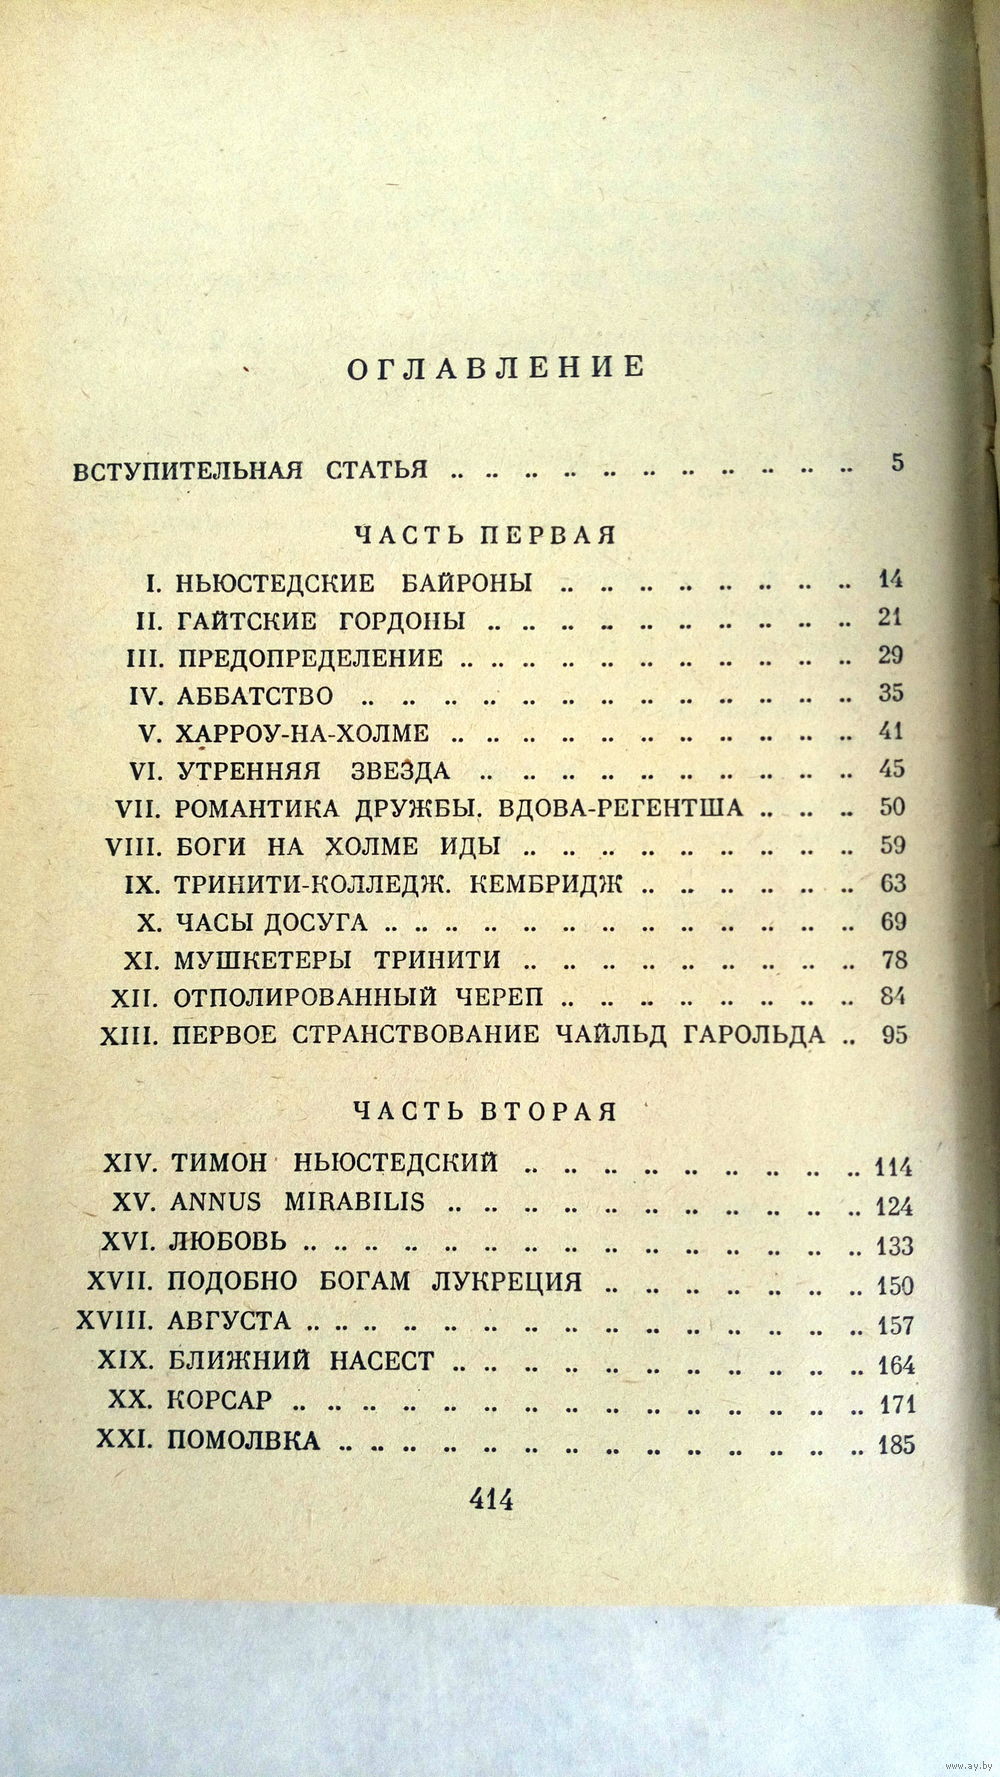 ОГЛАВЛЕНИЕ
ВСТУПИТЕЛЬНАЯ СТАТЬЯ .. .. .. .. .. .. .. .. .. .. .. 5
ЧАСТЬ ПЕРВАЯ
I. НЬЮСТЕДСКИЕ БАЙРОНЫ .. .. .. .. .. .. .. .. 14
II. ГАЙТСКИЕ ГОРДОНЫ .. .. .. .. .. .. .. .. .. .. 21
III. ПРЕДОПРЕДЕЛЕНИЕ .. .. .. .. .. .. .. .. .. .. .. 29
IV. АББАТСТВО .. .. .. .. .. .. .. .. .. .. .. .. .. 35
V. ХАРРОУ-НА-ХОЛМЕ .. .. .. .. .. .. .. .. .. .. .. 41
VI. УТРЕННЯЯ ЗВЕЗДА .. .. .. .. .. .. .. .. .. .. 45
VII. РОМАНТИКА ДРУЖБЫ. ВДОВА-РЕГЕНТША .. .. .. 50
VIII. БОГИ НА ХОЛМЕ ИДЫ .. .. .. .. .. .. .. .. .. 59
IX. ТРИНИТИ-КОЛЛЕДЖ. КЕМБРИДЖ .. .. .. .. .. .. 63
X. ЧАСЫ ДОСУГА .. .. .. .. .. .. .. .. .. .. .. .. .. 69
XI. МУШКЕТЕРЫ ТРИНИТИ .. .. .. .. .. .. .. .. .. 78
XII. ОТПОЛИРОВАННЫЙ ЧЕРЕП .. .. .. .. .. .. .. .. 84
XIII. ПЕРВОЕ СТРАНСТВОВАНИЕ ЧАЙЛЬД ГАРОЛЬДА .. 95
ЧАСТЬ ВТОРАЯ
XIV. ТИМОН НЬЮСТЕДСКИЙ .. .. .. .. .. .. .. .. .. 114
XV. ANNUS MIRABILIS .. .. .. .. .. .. .. .. .. .. .. 124
XVI. ЛЮБОВЬ .. .. .. .. .. .. .. .. .. .. .. .. .. .. .. 133
XVII. ПОДОБНО БОГАМ ЛУКРЕЦИЯ .. .. .. .. .. .. .. 150
XVIII. АВГУСТА .. .. .. .. .. .. .. .. .. .. .. .. .. .. .. 157
XIX. БЛИЖНИЙ НАСЕСТ .. .. .. .. .. .. .. .. .. .. .. 164
XX. КОРСАР .. .. .. .. .. .. .. .. .. .. .. .. .. .. .. 171
XXI. ПОМОЛВКА .. .. .. .. .. .. .. .. .. .. .. .. .. .. 185
414
www.ay.by